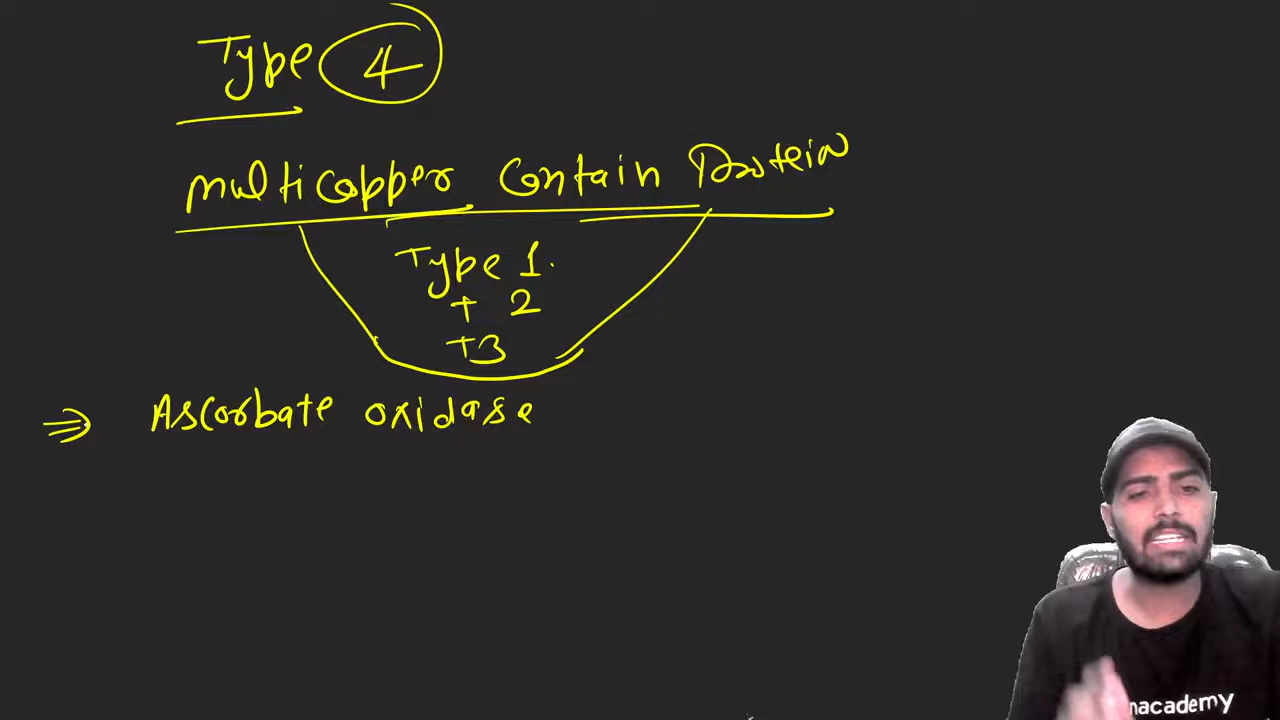 Type 4
Multicopper Contain Protein
Type 1.
+ 2
+3
⇒ Ascorbate oxidase
nacademy